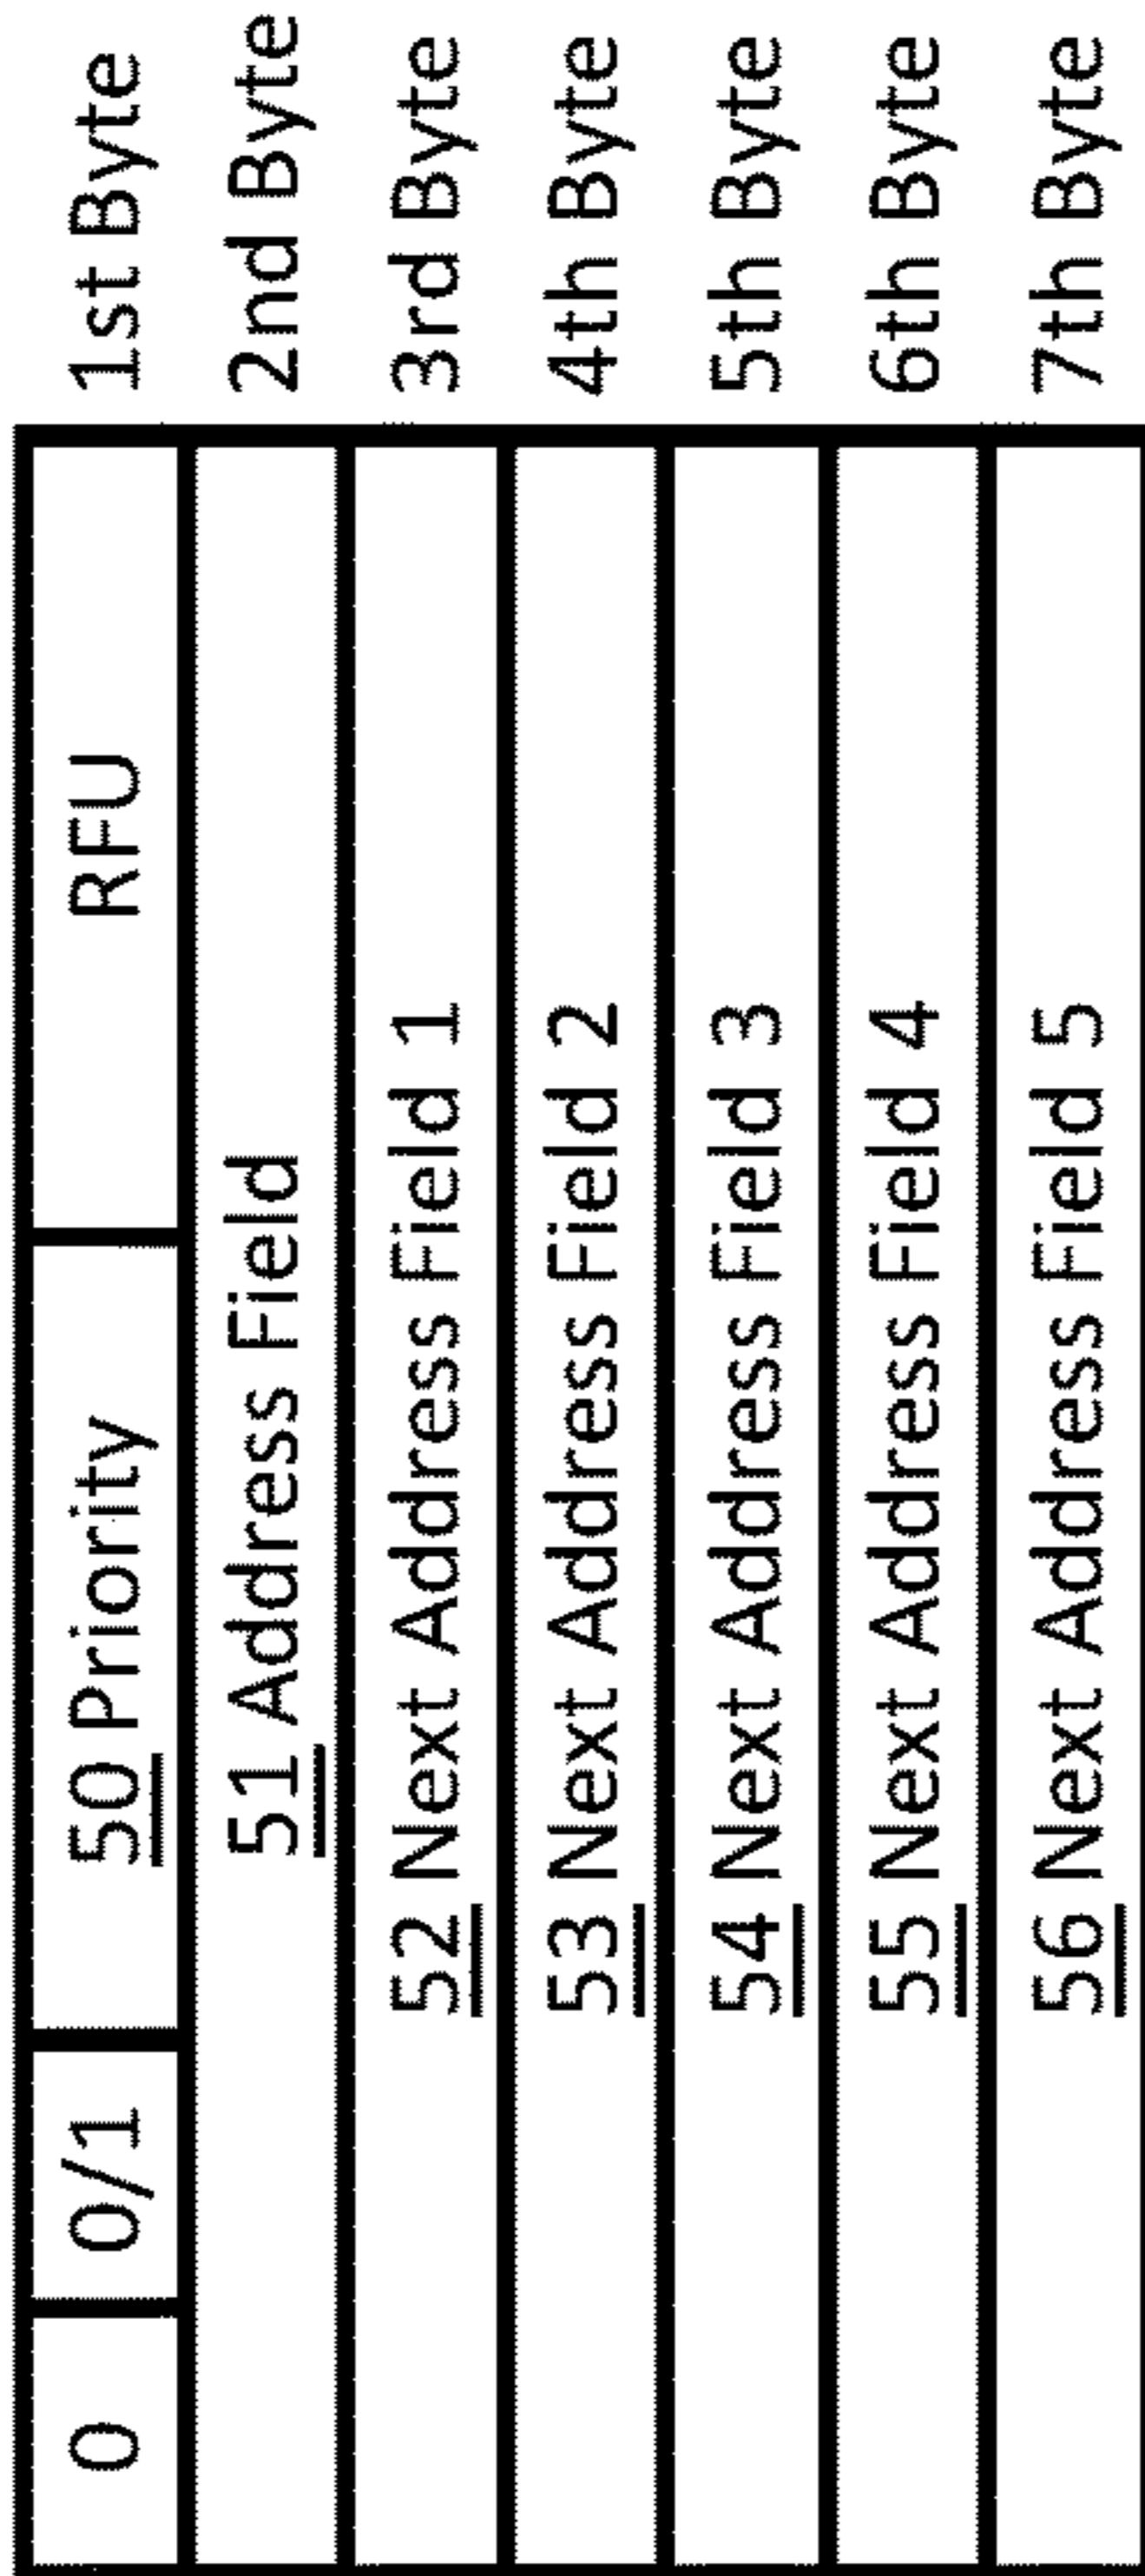 0 0/1 50 Priority RFU 1st Byte
51 Address Field 2nd Byte
52 Next Address Field 1 3rd Byte
53 Next Address Field 2 4th Byte
54 Next Address Field 3 5th Byte
55 Next Address Field 4 6th Byte
56 Next Address Field 5 7th Byte